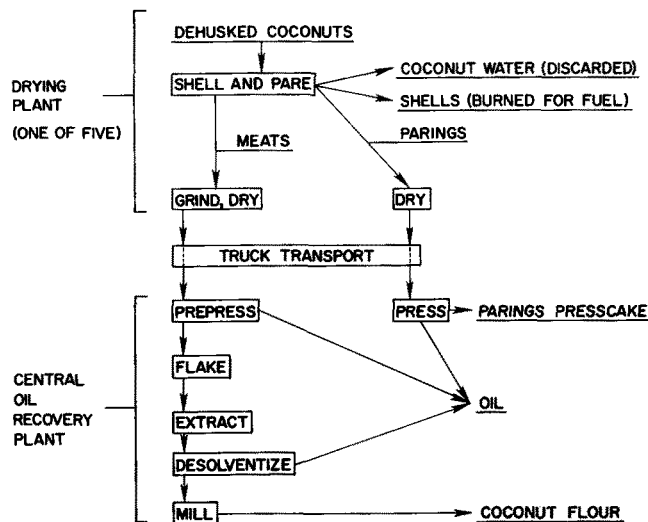 DEHUSKED COCONUTS
COCONUT WATER (DISCARDED)
DRYING
PLANT
(ONE OF FIVE)
SHELL AND PARE
SHELLS (BURNED FOR FUEL)
PARINGS
MEATS
GRIND, DRY
DRY
TRUCK TRANSPORT
PREPRESS
PRESS
PARINGS PRESSCAKE
FLAKE
CENTRAL
OIL
RECOVERY
PLANT
OIL
EXTRACT
DESOLVENTIZE
MILL
COCONUT FLOUR